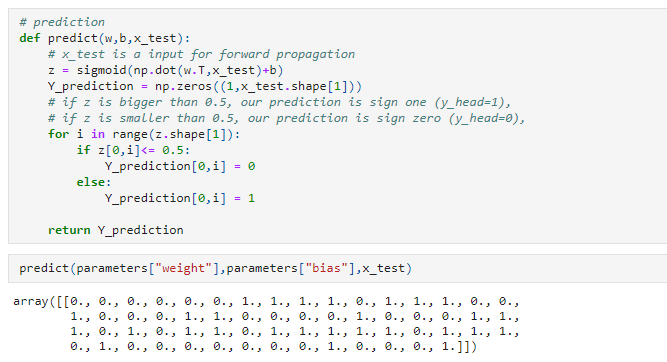 # prediction
def predict(w,b,x_test):
    # x_test is a input for forward propagation
    z = sigmoid(np.dot(w.T,x_test)+b)
    Y_prediction = np.zeros((1,x_test.shape[1]))
    # if z is bigger than 0.5, our prediction is sign one (y_head=1),
    # if z is smaller than 0.5, our prediction is sign zero (y_head=0),
    for i in range(z.shape[1]):
        if z[0,i]<= 0.5:
            Y_prediction[0,i] = 0
        else:
            Y_prediction[0,i] = 1
    return Y_prediction
predict(parameters["weight"],parameters["bias"],x_test)
array([[0., 0., 0., 0., 0., 0., 1., 1., 1., 1., 0., 1., 1., 1., 0., 0.,
        1., 0., 0., 0., 1., 1., 0., 0., 0., 0., 1., 0., 0., 0., 1., 1.,
        1., 0., 1., 0., 1., 1., 0., 1., 1., 1., 1., 1., 0., 1., 1., 1.,
        0., 1., 0., 0., 0., 0., 0., 0., 0., 1., 0., 0., 0., 1.]])